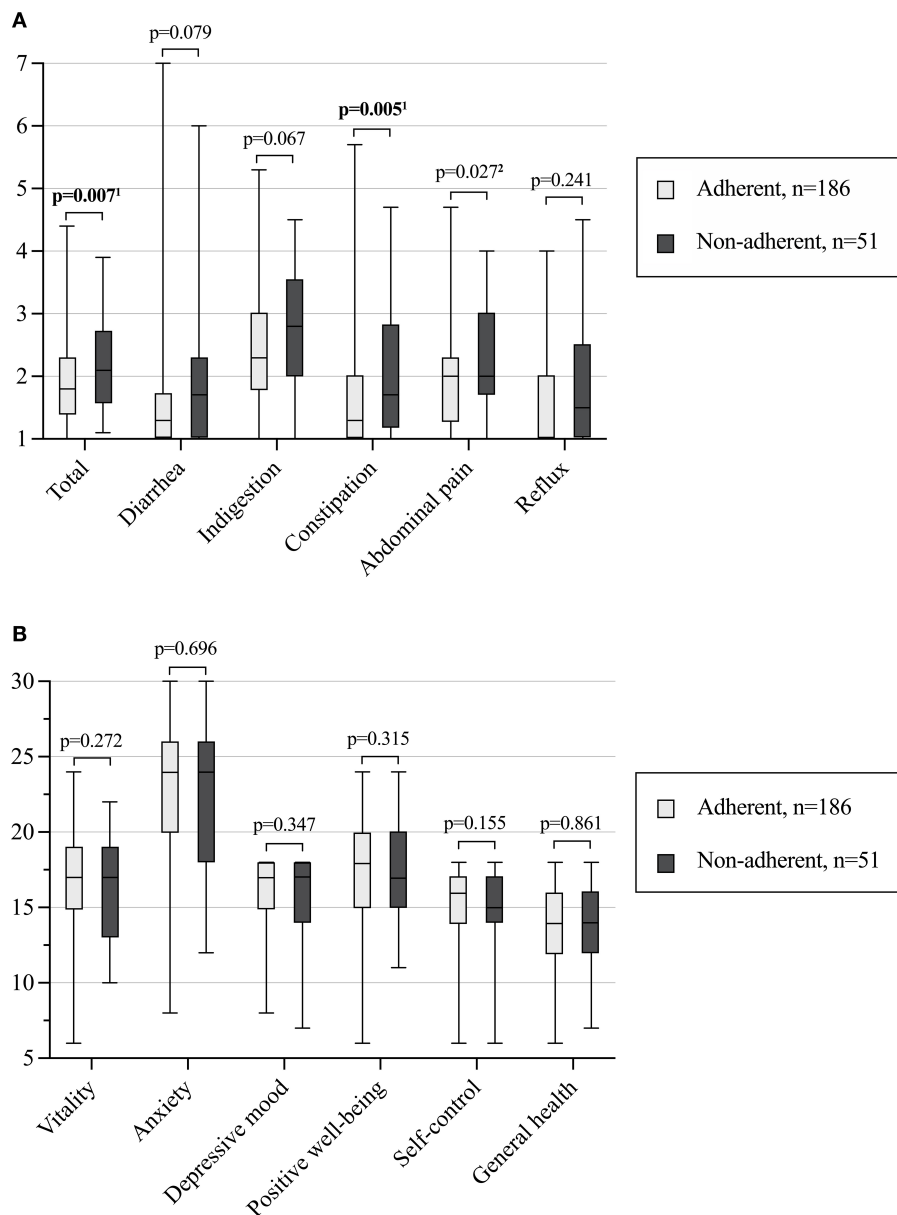 A
p=0.079
p=0.067
p=0.005¹
p=0.007¹
p=0.027²
p=0.241
7
6
5
4
3
2
1
Total
Diarrhea
Indigestion
Constipation
Abdominal pain
Reflux
Adherent, n=186
Non-adherent, n=51
B
p=0.696
p=0.272
p=0.315
p=0.347
p=0.155
p=0.861
30
25
20
15
10
5
Vitality
Anxiety
Depressive mood
Positive well-being
Self-control
General health
Adherent, n=186
Non-adherent, n=51